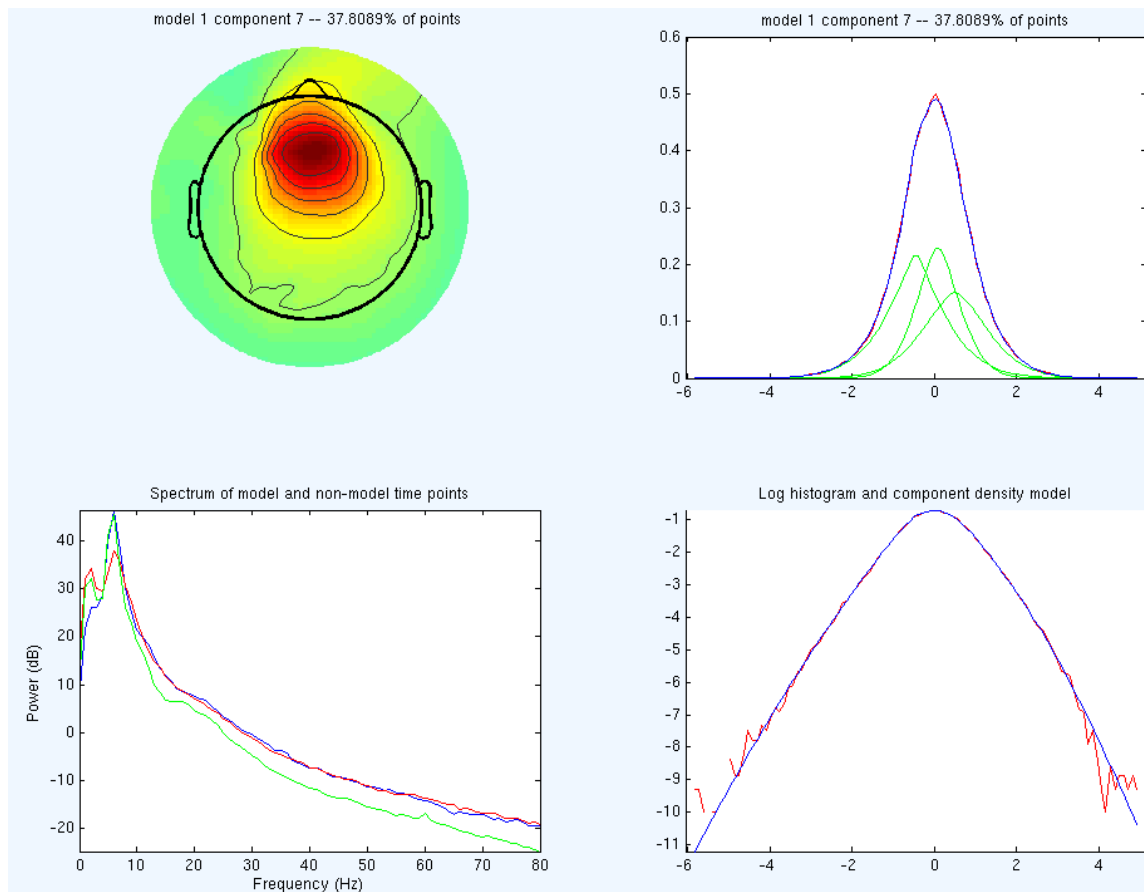 model 1 component 7 -- 37.8089% of points
model 1 component 7 -- 37.8089% of points
0.6
0.5
0.4
0.3
0.2
0.1
0
-6 -4 -2 0 2 4
Spectrum of model and non-model time points
Power (dB)
40
30
20
10
0
-10
-20
0 10 20 30 40 50 60 70 80
Frequency (Hz)
Log histogram and component density model
-1
-2
-3
-4
-5
-6
-7
-8
-9
-10
-11
-6 -4 -2 0 2 4